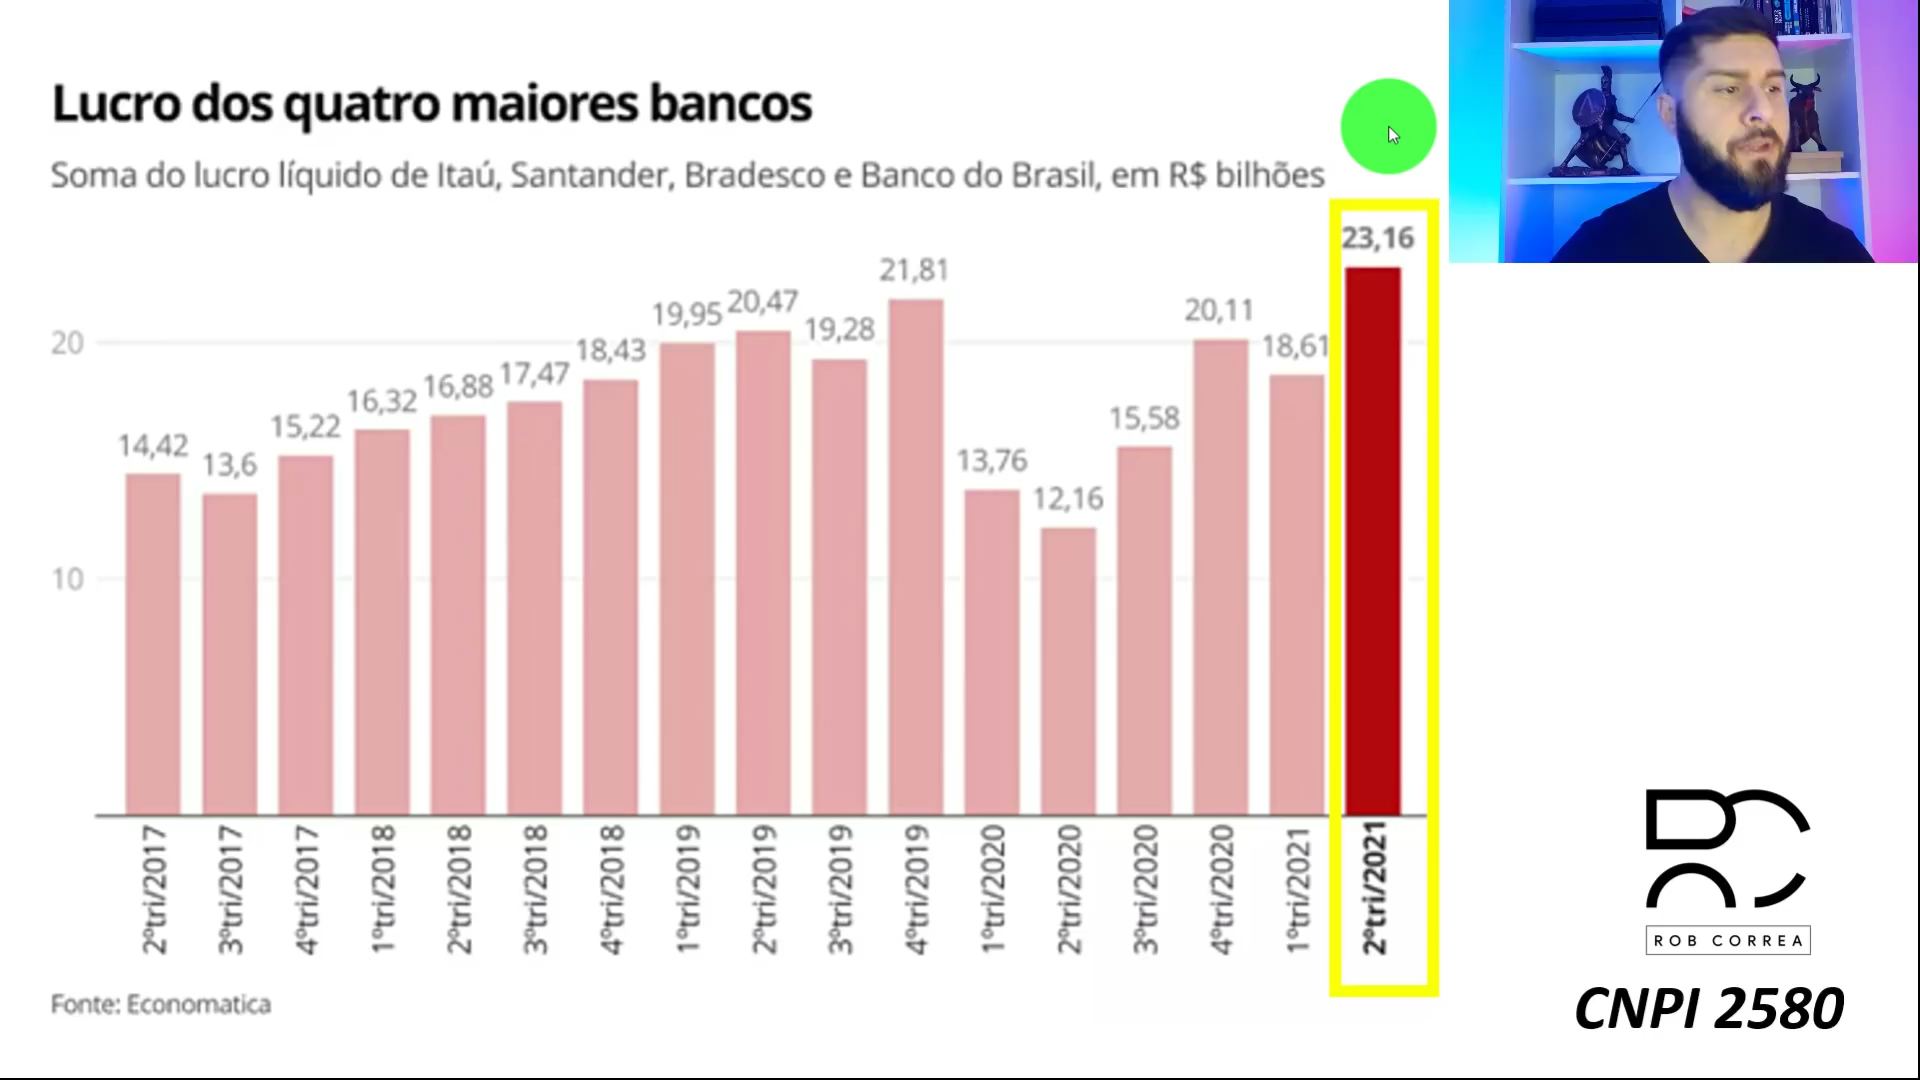 Lucro dos quatro maiores bancos
Soma do lucro líquido de Itaú, Santander, Bradesco e Banco do Brasil, em R$ bilhões
20
10
14,42
13,6
15,22
16,32
16,88
17,47
18,43
19,95
20,47
19,28
21,81
13,76
12,16
15,58
20,11
18,61
23,16
2ºtri/2017
3ºtri/2017
4ºtri/2017
1ºtri/2018
2ºtri/2018
3ºtri/2018
4ºtri/2018
1ºtri/2019
2ºtri/2019
3ºtri/2019
4ºtri/2019
1ºtri/2020
2ºtri/2020
3ºtri/2020
4ºtri/2020
1ºtri/2021
2ºtri/2021
Fonte: Economatica
ROB CORREA
CNPI 2580